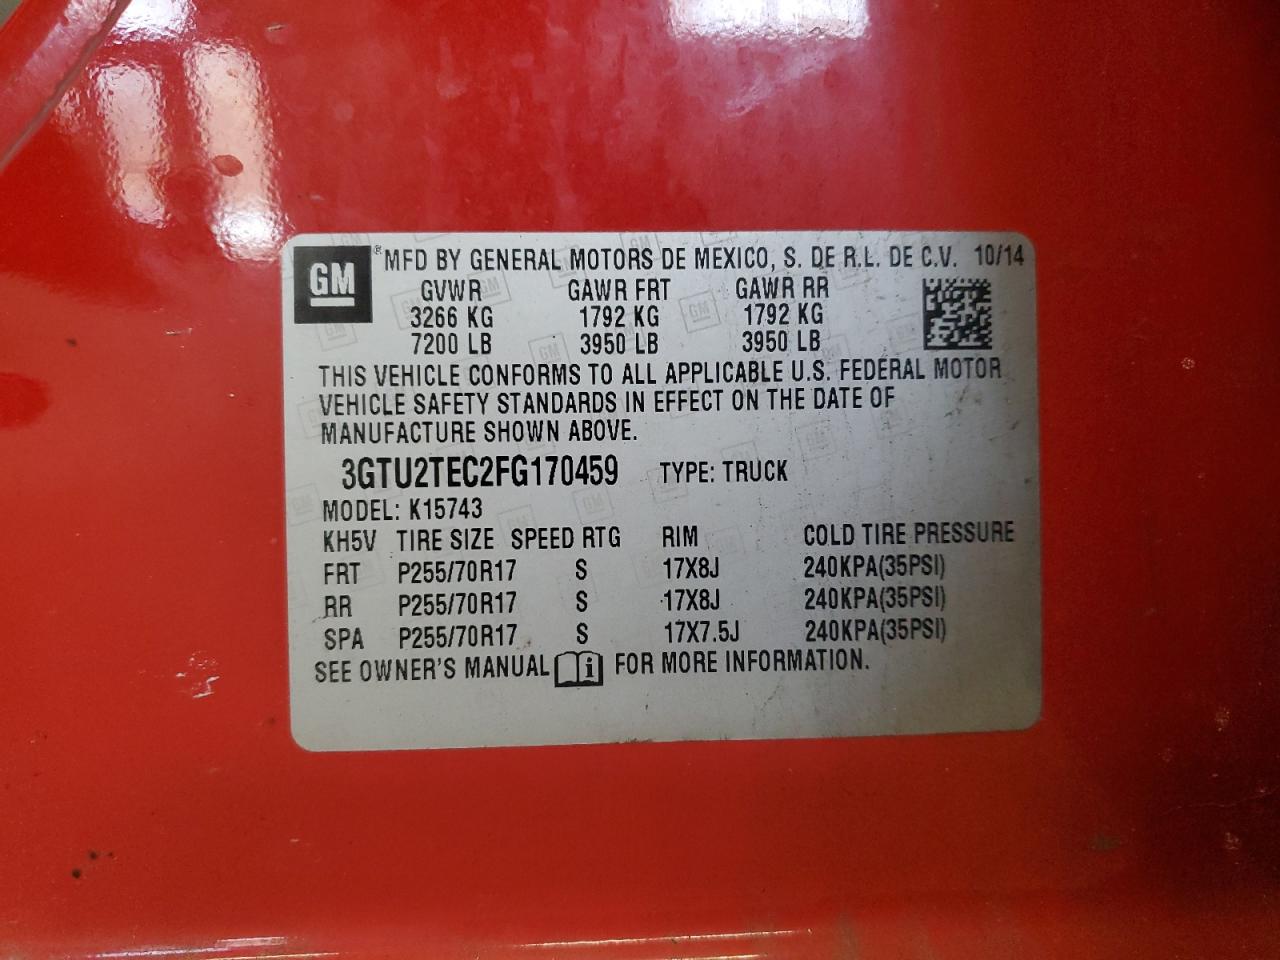 GM ® MFD BY GENERAL MOTORS DE MEXICO, S. DE R.L. DE C.V. 10/14
GVWR GAWR FRT GAWR RR
3266 KG 1792 KG 1792 KG
7200 LB 3950 LB 3950 LB
THIS VEHICLE CONFORMS TO ALL APPLICABLE U.S. FEDERAL MOTOR
VEHICLE SAFETY STANDARDS IN EFFECT ON THE DATE OF
MANUFACTURE SHOWN ABOVE.
3GTU2TEC2FG170459 TYPE: TRUCK
MODEL: K15743
KH5V TIRE SIZE SPEED RTG RIM COLD TIRE PRESSURE
FRT P255/70R17 S 17X8J 240KPA(35PSI)
RR P255/70R17 S 17X8J 240KPA(35PSI)
SPA P255/70R17 S 17X7.5J 240KPA(35PSI)
SEE OWNER'S MANUAL i FOR MORE INFORMATION.